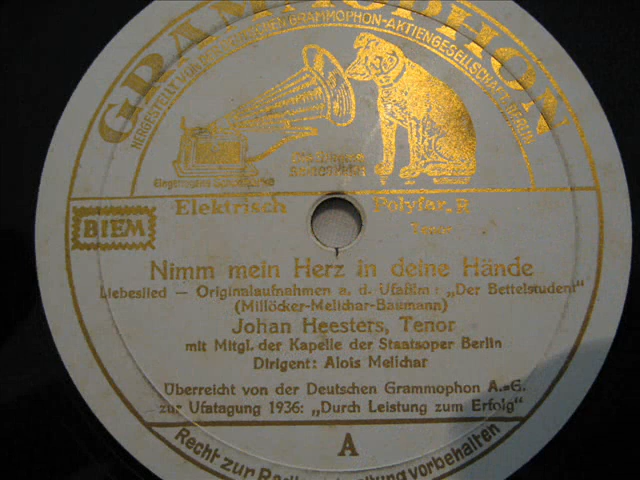 GRAMMOPHON
HERGESTELLT VON DER DEUTSCHEN GRAMMOPHON-AKTIENGESELLSCHAFT, BERLIN
Elektrisch
Polyfar, R
BIEM
Tenor
Nimm mein Herz in deine Hände
Liebeslied — Originalaufnahmen a. d. Ufafilm: „Der Bettelstudent“
(Millöcker-Melichar-Baumann)
Johan Heesters, Tenor
mit Mitgl. der Kapelle der Staatsoper Berlin
Dirigent: Alois Melichar
Überreicht von der Deutschen Grammophon A.=G.
zur Ufatagung 1936: „Durch Leistung zum Erfolg“
A
Recht zur vorbehalten